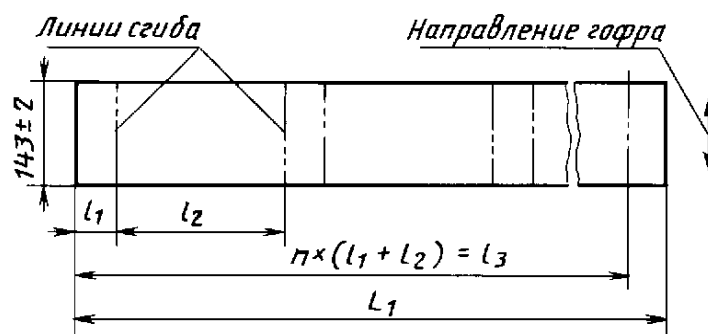 Линии сгиба
Направление гофра
143±2
l1
l2
n×(l1+l2)=l3
L1